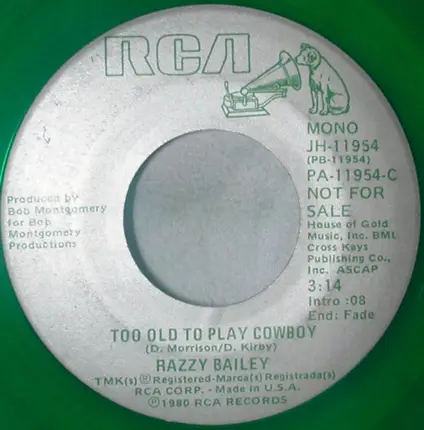 RCA
MONO
JH-11954
(PB-11954)
PA-11954-C
NOT FOR
SALE
House of Gold
Music, Inc. BMI
Cross Keys
Publishing Co.,
Inc. ASCAP
3:14
Intro :08
End: Fade
Produced by
Bob Montgomery
for Bob
Montgomery
Productions
TOO OLD TO PLAY COWBOY
(D. Morrison/D. Kirby)
RAZZY BAILEY
TMK(s) ® Registered-Marca(s) Registrada(s)
RCA CORP. - Made in U.S.A.
℗ 1980 RCA RECORDS